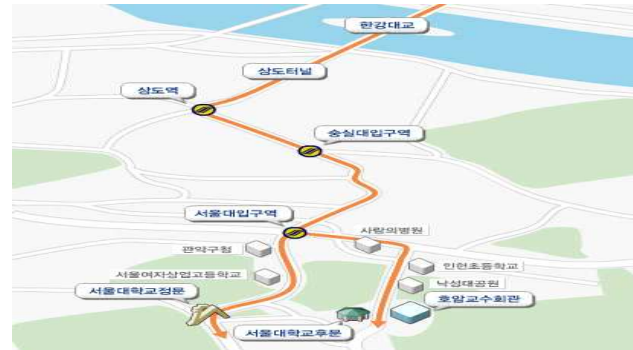 한강대교
상도터널
상도역
숭실대입구역
서울대입구역
사랑의병원
관악구청
인헌초등학교
서울여자상업고등학교
낙성대공원
서울대학교정문
호암교수회관
서울대학교후문